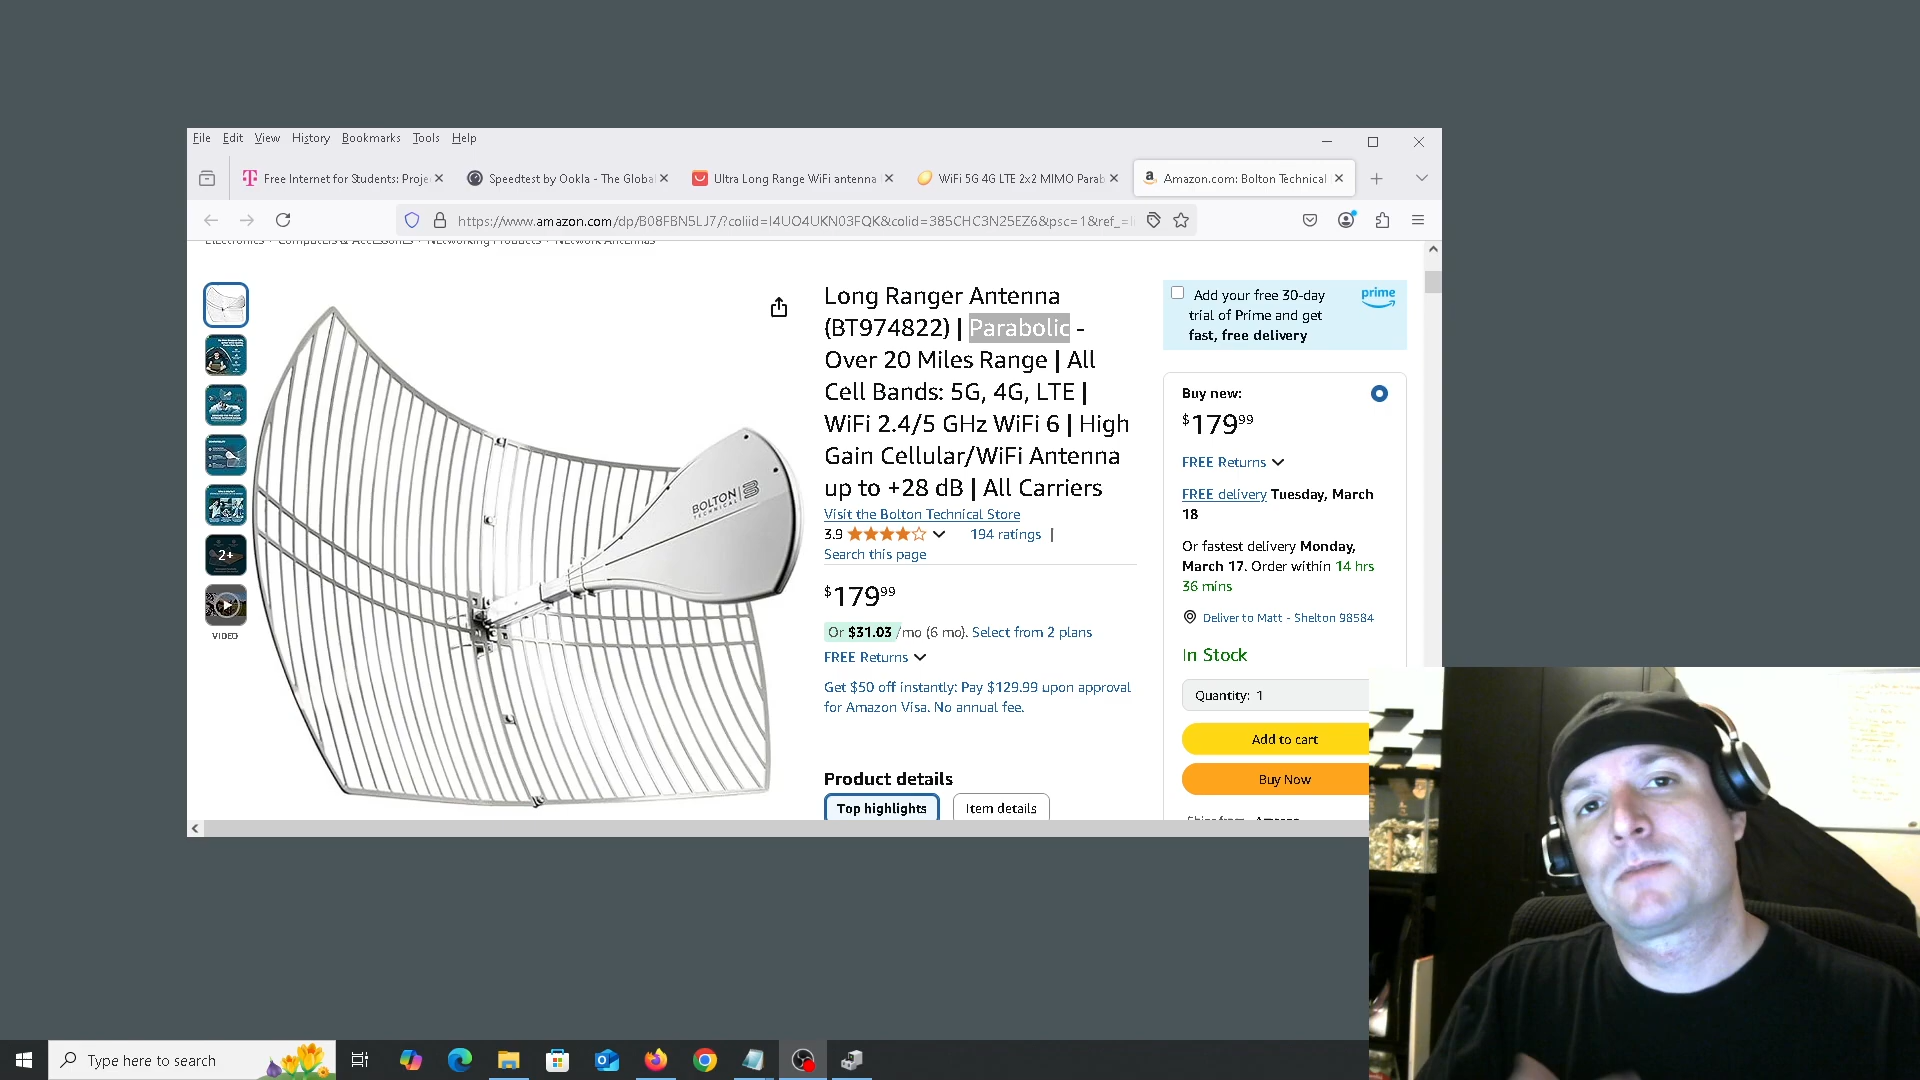 File Edit View History Bookmarks Tools Help
Free Internet for Students: Proje
Speedtest by Ookla - The Global
Ultra Long Range WiFi antenna
WiFi 5G 4G LTE 2x2 MIMO Parab
Amazon.com: Bolton Technical
https://www.amazon.com/dp/B08FBN5LJ7/?coliid=I4UO4UKN03FQK&colid=385CHC3N25EZ6&psc=1&ref_=l
Electronics › Computers & Accessories › Networking Products › Network Antennas
2+
VIDEO
BOLTON
TECHNICAL
Long Ranger Antenna
(BT974822) | Parabolic -
Over 20 Miles Range | All
Cell Bands: 5G, 4G, LTE |
WiFi 2.4/5 GHz WiFi 6 | High
Gain Cellular/WiFi Antenna
up to +28 dB | All Carriers
Visit the Bolton Technical Store
3.9 194 ratings |
Search this page
$179.99
Or $31.03 /mo (6 mo). Select from 2 plans
FREE Returns
Get $50 off instantly: Pay $129.99 upon approval
for Amazon Visa. No annual fee.
Product details
Top highlights Item details
Add your free 30-day
trial of Prime and get
fast, free delivery
prime
Buy new:
$179.99
FREE Returns
FREE delivery Tuesday, March
18
Or fastest delivery Monday,
March 17. Order within 14 hrs
36 mins
Deliver to Matt - Shelton 98584
In Stock
Quantity: 1
Add to cart
Buy Now
Type here to search